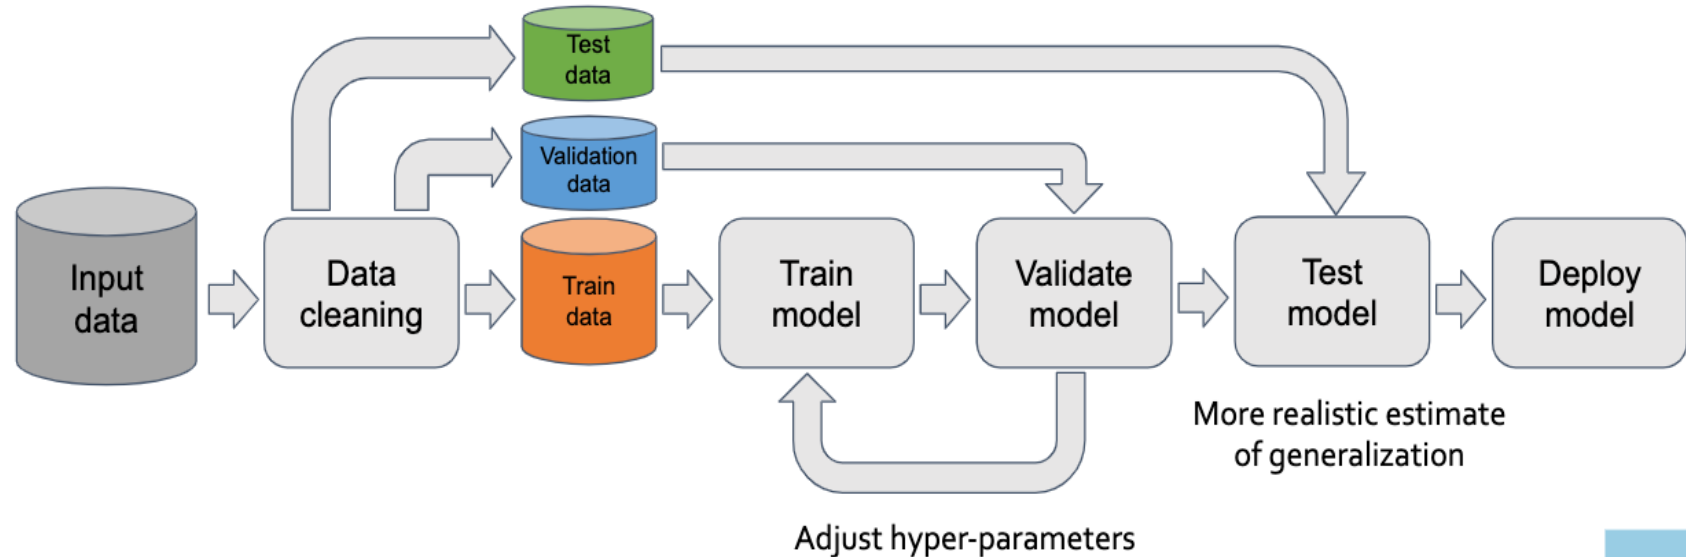 Test
data
Validation
data
Input
data
Data
cleaning
Train
data
Train
model
Validate
model
Test
model
Deploy
model
More realistic estimate
of generalization
Adjust hyper-parameters